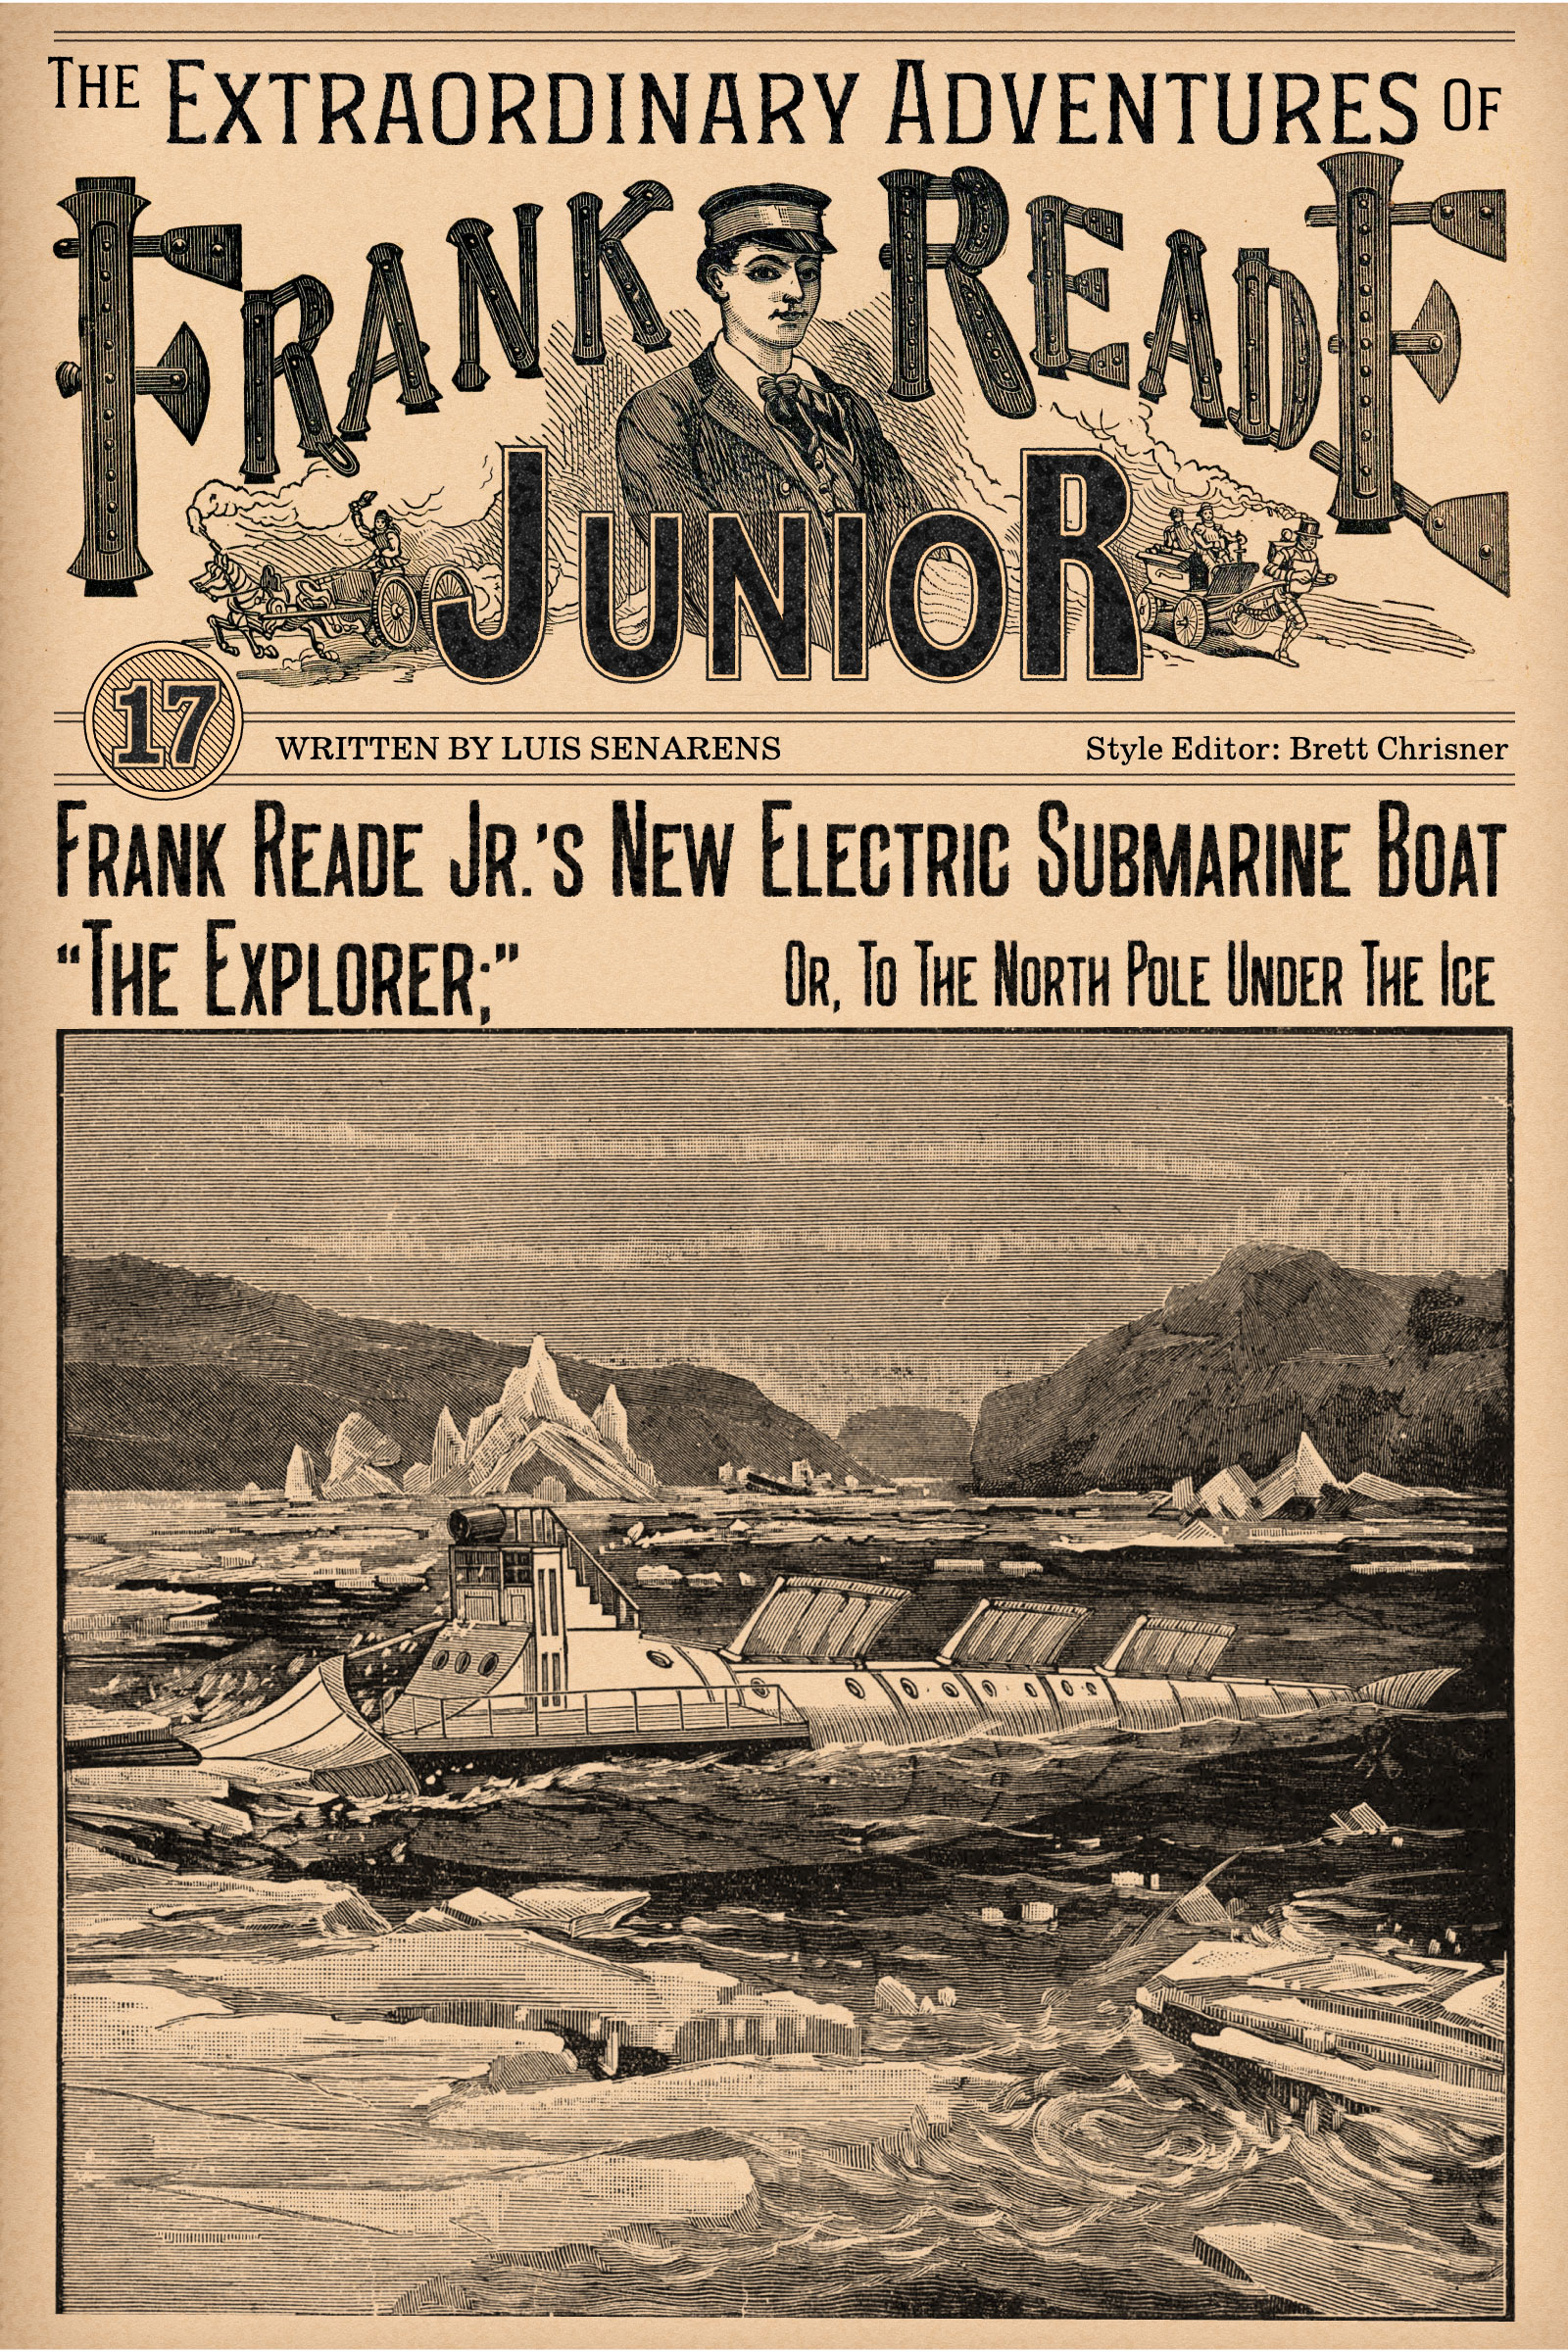 THE EXTRAORDINARY ADVENTURES OF
FRANK READE
JUNIOR
17
WRITTEN BY LUIS SENARENS
Style Editor: Brett Chrisner
FRANK READE JR.'S NEW ELECTRIC SUBMARINE BOAT
“THE EXPLORER;” OR, TO THE NORTH POLE UNDER THE ICE